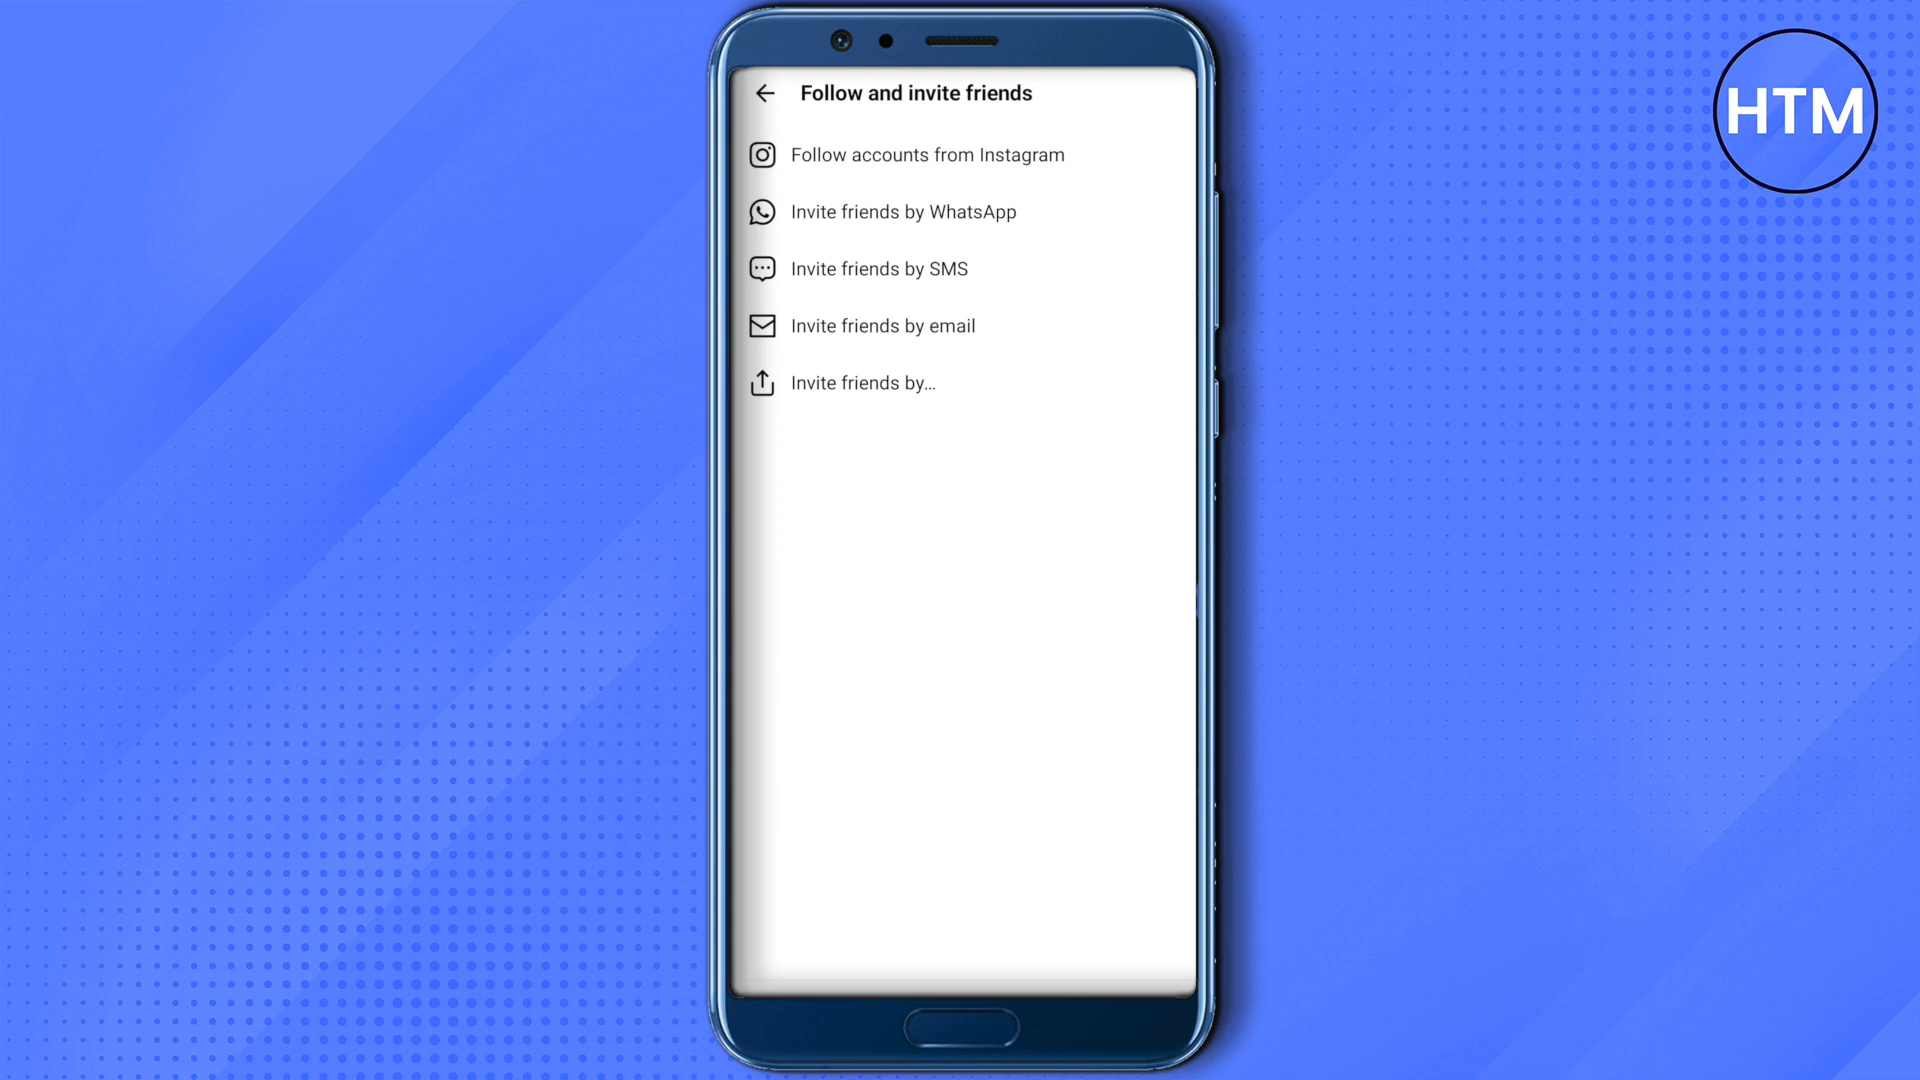 HTM
Follow and invite friends
Follow accounts from Instagram
Invite friends by WhatsApp
Invite friends by SMS
Invite friends by email
Invite friends by...